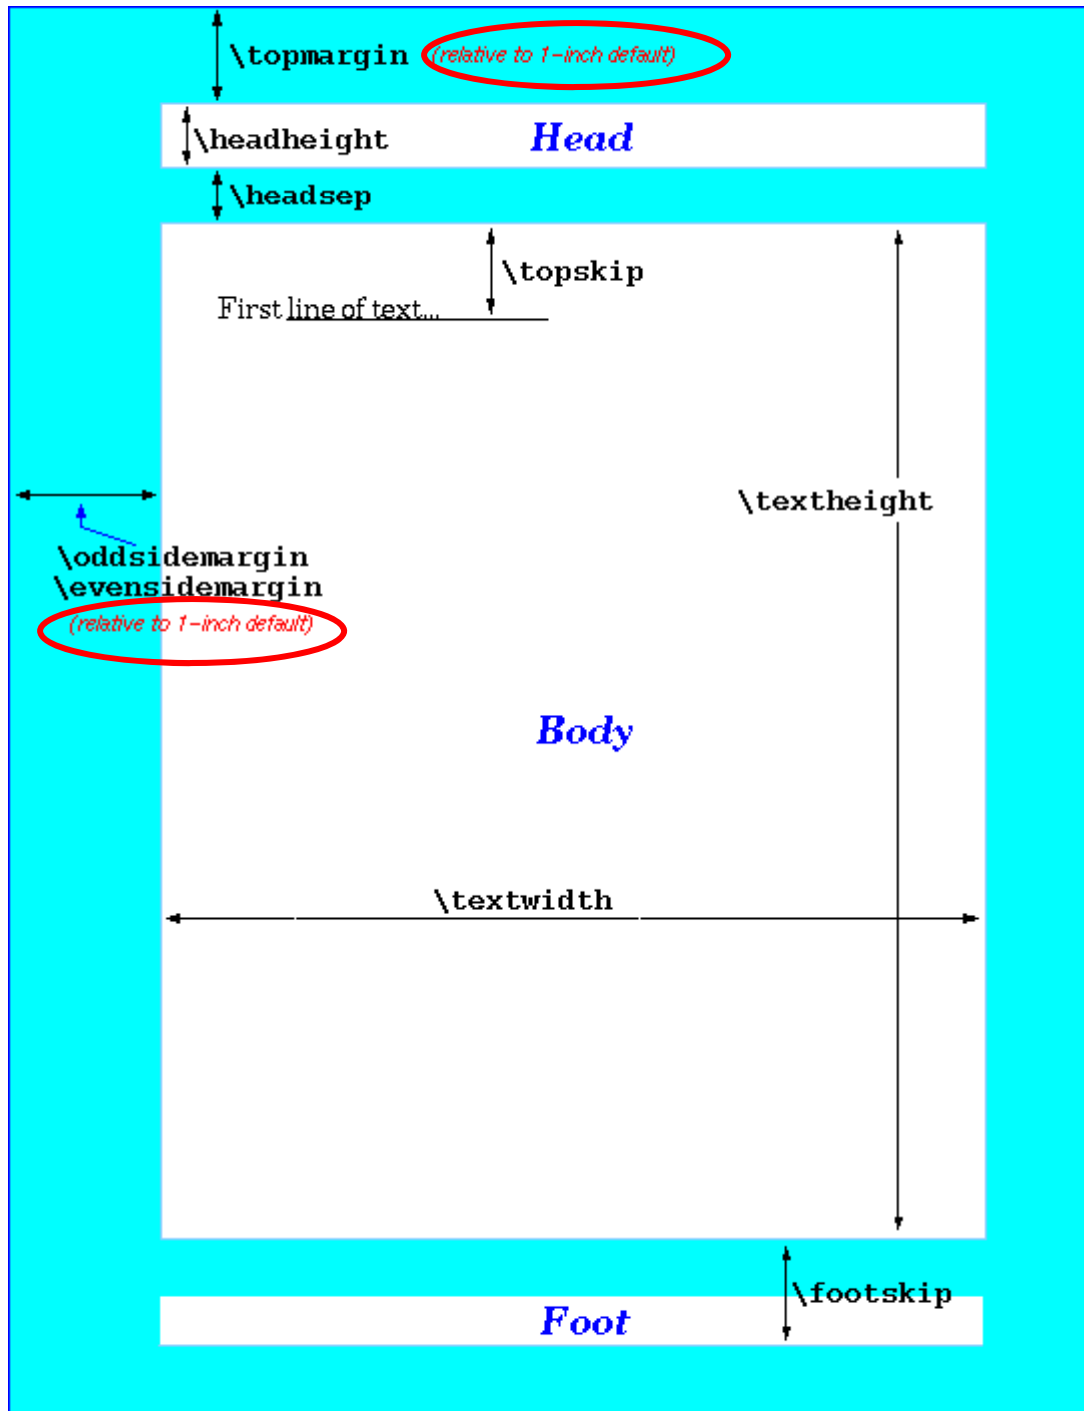 \topmargin (relative to 1-inch default)
\headheight Head
\headsep
\topskip
First line of text...
\textheight
\oddsidemargin
\evensidemargin
(relative to 1-inch default)
Body
\textwidth
\footskip
Foot